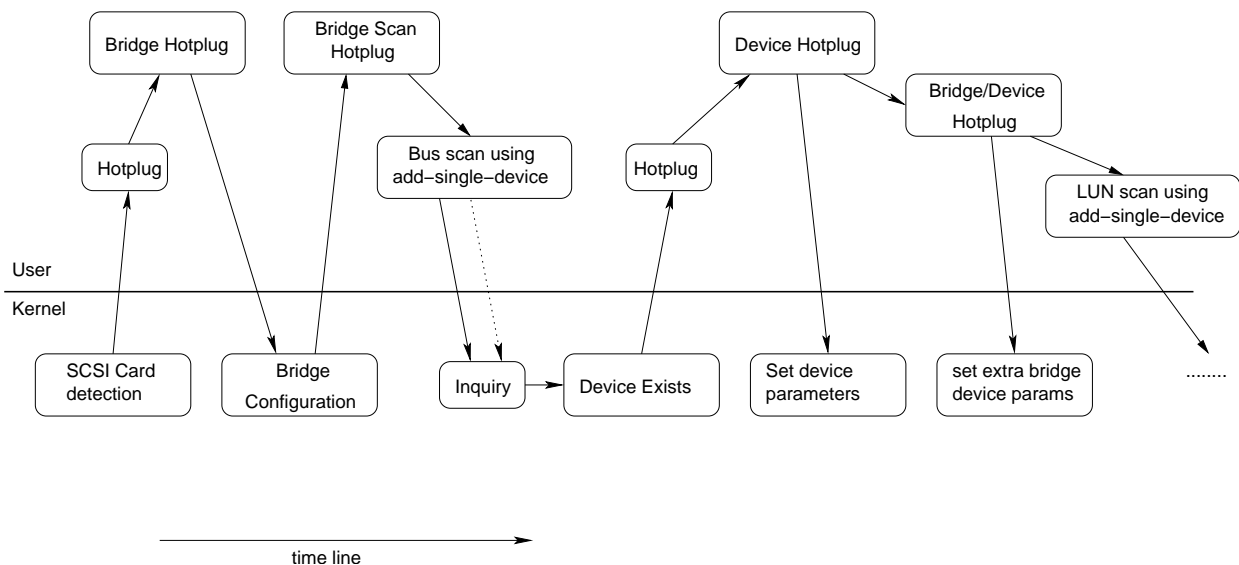 Bridge Hotplug
Bridge Scan
Hotplug
Device Hotplug
Bridge/Device
Hotplug
Hotplug
Bus scan using
add−single−device
Hotplug
LUN scan using
add−single−device
User
Kernel
SCSI Card
detection
Bridge
Configuration
Inquiry
Device Exists
Set device
parameters
set extra bridge
device params
........
time line